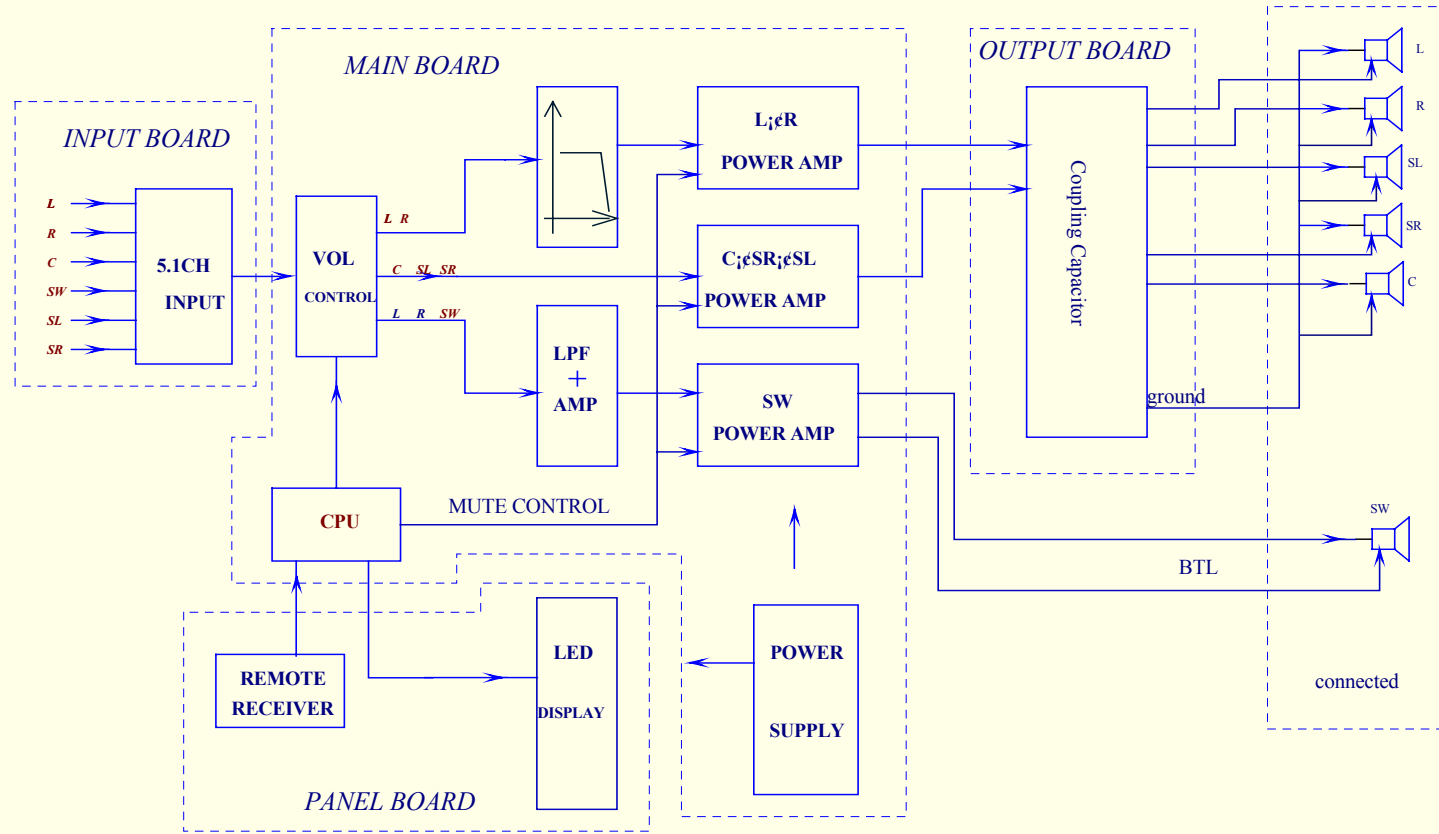 INPUT BOARD
L
R
C
SW
SL
SR
5.1CH
INPUT
MAIN BOARD
VOL
CONTROL
L R
C SL SR
L R SW
LPF
+
AMP
L¡¢R
POWER AMP
C¡¢SR¡¢SL
POWER AMP
SW
POWER AMP
CPU
MUTE CONTROL
OUTPUT BOARD
Coupling Capacitor
ground
L
R
SL
SR
C
SW
BTL
connected
REMOTE
RECEIVER
LED
DISPLAY
PANEL BOARD
POWER
SUPPLY